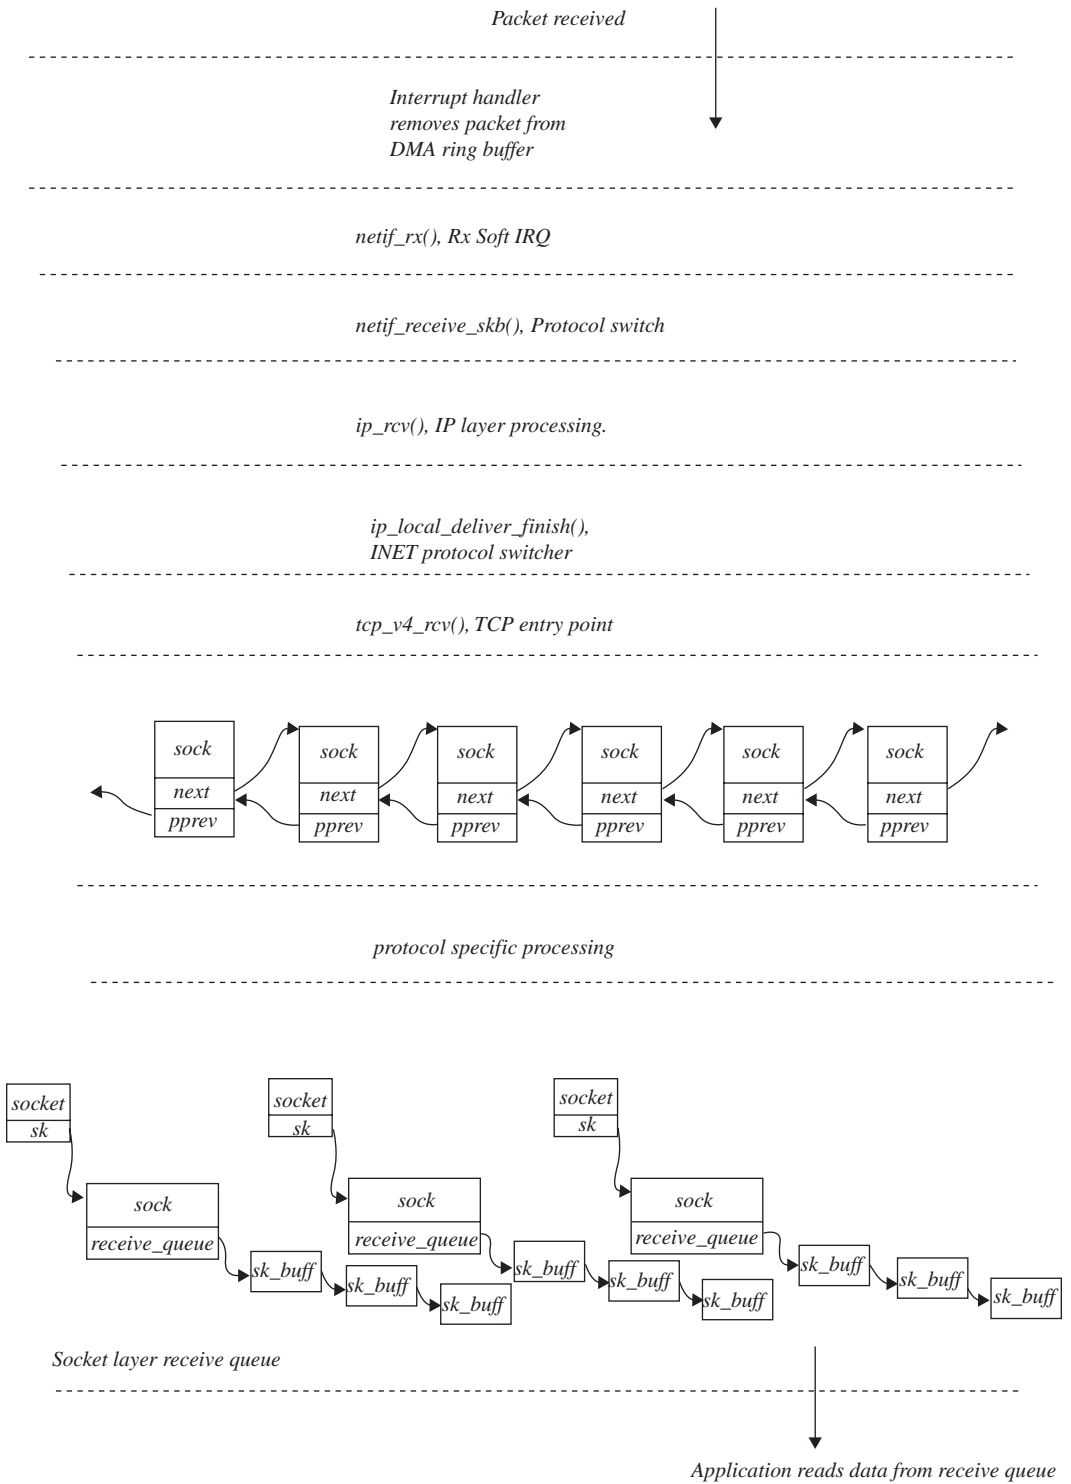 Packet received
Interrupt handler
removes packet from
DMA ring buffer
netif_rx(), Rx Soft IRQ
netif_receive_skb(), Protocol switch
ip_rcv(), IP layer processing.
ip_local_deliver_finish(),
INET protocol switcher
tcp_v4_rcv(), TCP entry point
sock sock sock sock sock sock
next next next next next next
pprev pprev pprev pprev pprev pprev
protocol specific processing
socket socket socket
sk sk sk
sock sock sock
receive_queue receive_queue receive_queue
sk_buff sk_buff sk_buff sk_buff sk_buff sk_buff sk_buff sk_buff sk_buff
Socket layer receive queue
Application reads data from receive queue